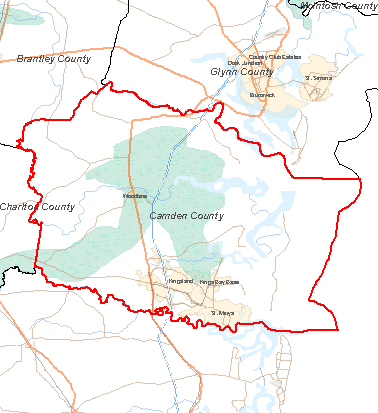 McIntosh County
Brantley County
Country Club Estates
Dock Junction
Glynn County
St. Simons
Brunswick
Woodbine
Charlton County
Camden County
Kingsland
Kings Bay Base
St. Marys